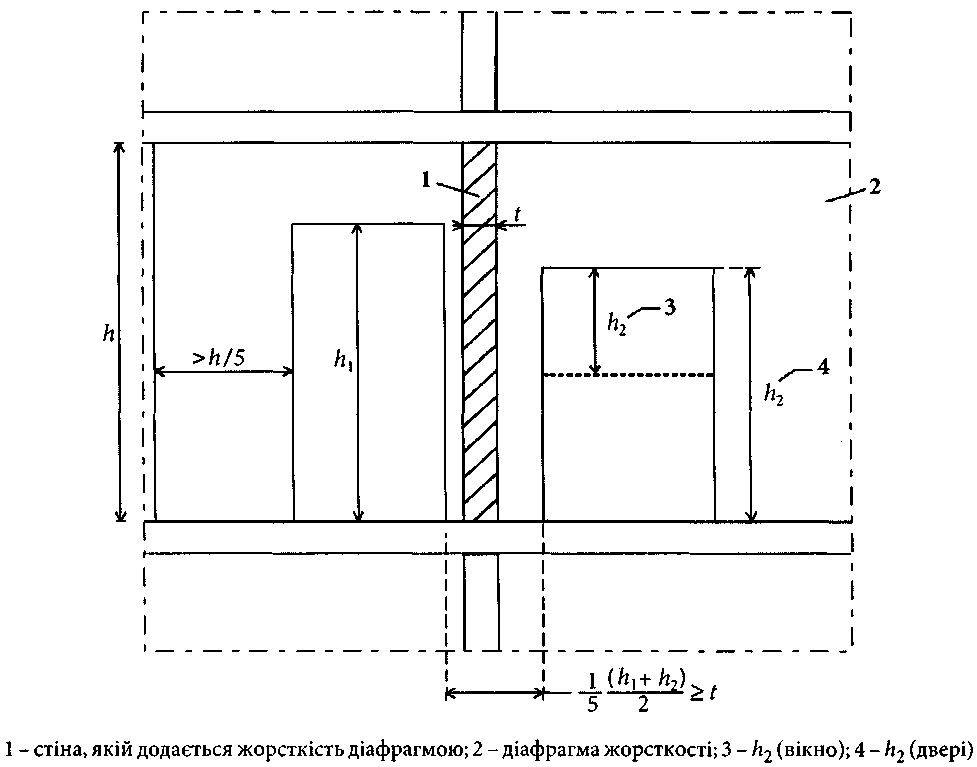 1
2
t
3
h₂
h
>h/5
h₁
4
h₂
1/5 (h₁ + h₂)/2 ≥ t
1 – стіна, якій додається жорсткість діафрагмою; 2 – діафрагма жорсткості; 3 – h₂ (вікно); 4 – h₂ (двері)